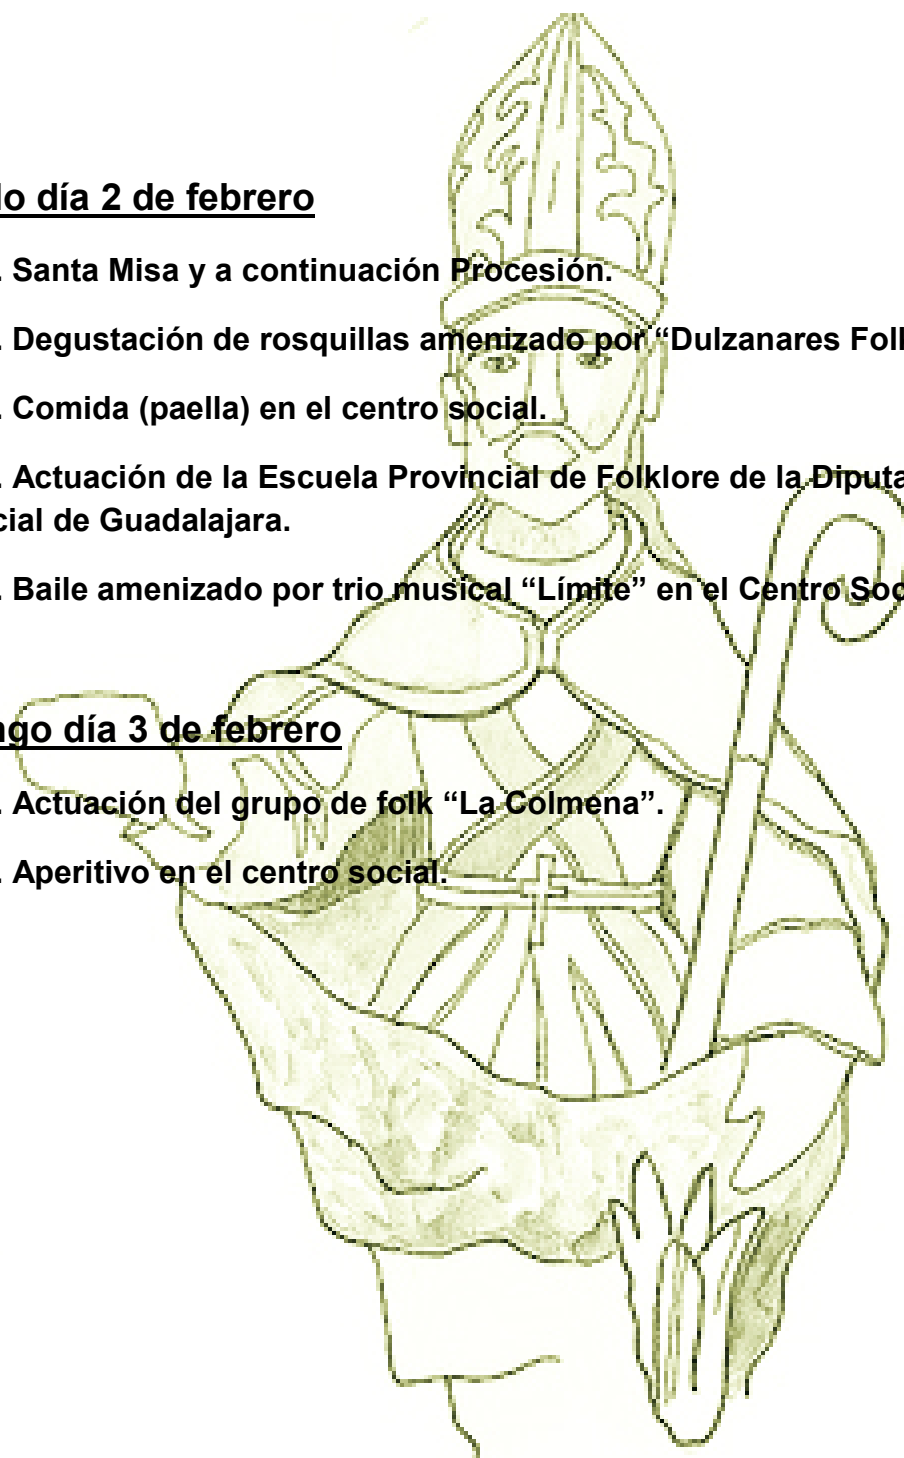 lo día 2 de febrero
. Santa Misa y a continuación Procesión.
. Degustación de rosquillas amenizado por “Dulzanares Folk
. Comida (paella) en el centro social.
. Actuación de la Escuela Provincial de Folklore de la Diputa
cial de Guadalajara.
. Baile amenizado por trio musical “Límite” en el Centro Soc
ngo día 3 de febrero
. Actuación del grupo de folk “La Colmena”.
. Aperitivo en el centro social.